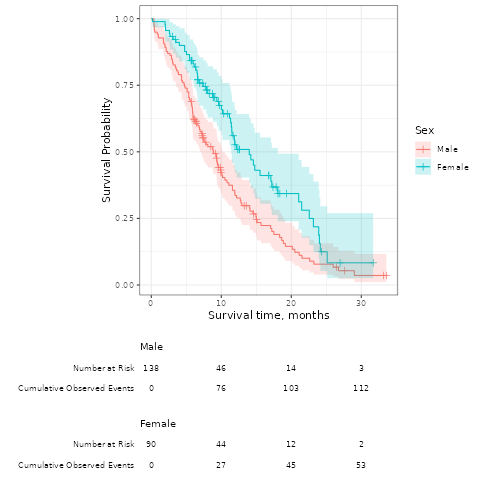 1.00
0.75
0.50
0.25
0.00
Survival Probability
0 10 20 30
Survival time, months
Sex
Male
Female
Male
Number at Risk 138 46 14 3
Cumulative Observed Events 0 76 103 112
Female
Number at Risk 90 44 12 2
Cumulative Observed Events 0 27 45 53